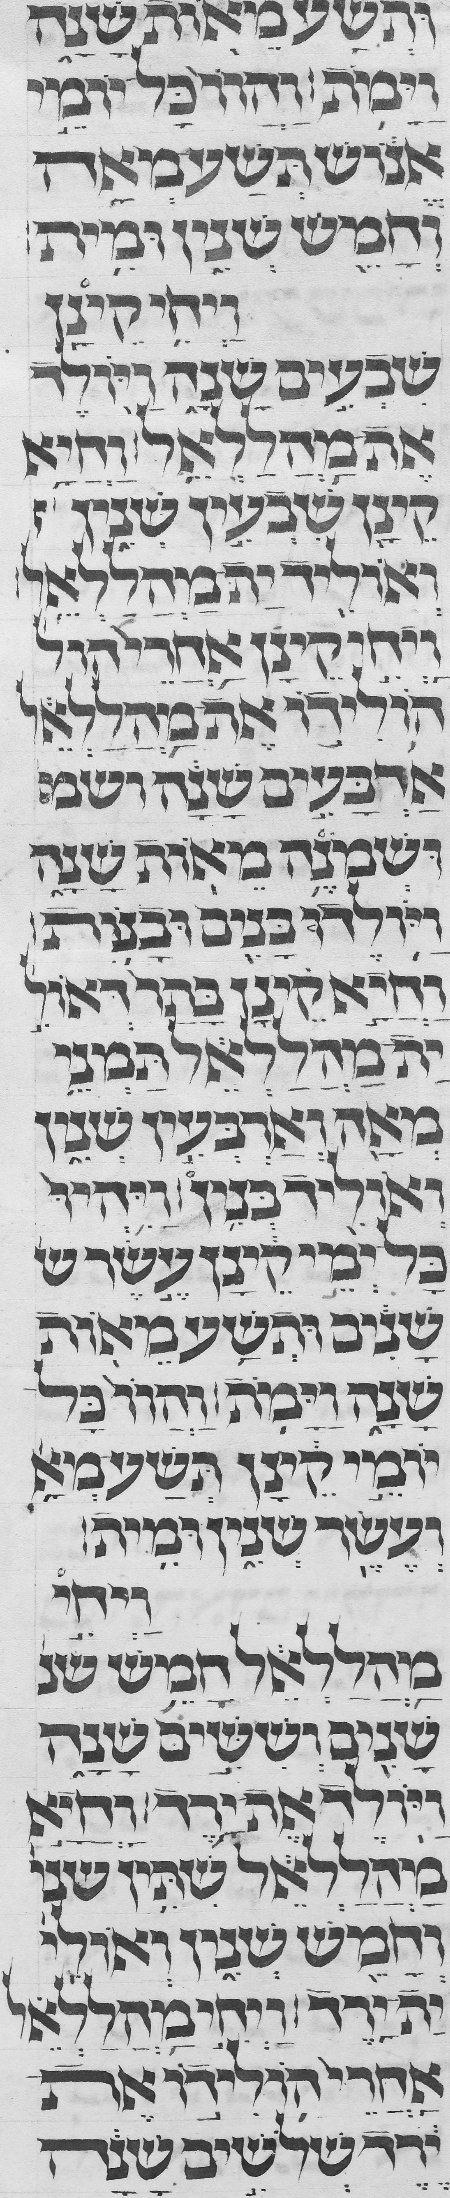 ותשע מאות שנה
וימת׃ והוו כל יומי
אנוש תשע מאה
וחמש שנין ומית׃
ויחי קינן
שבעים שנה ויולד
את מהללאל׃ וחיא
קינן שבעין שנין
ואוליד ית מהללאל׃
ויחי קינן אחרי הול
הולידו את מהללאל
ארבעים שנה ושמ
ושמנה מאות שנה
ויולד בנים ובנות׃
וחיא קינן בתר דאול
ית מהללאל תמני
מאה וארבעין שנין
ואוליד בנין׃ ויהיו
כל ימי קינן עשר ש
שנים ותשע מאות
שנה וימת׃ והוו כל
יומי קינן תשע מא
ועשר שנין ומית׃
ויחי
מהללאל חמש שנ
שנים וששים שנה
ויולד את ירד׃ וחיא
מהללאל שתין שני
וחמש שנין ואולי
ית ירד׃ ויחי מהללאל
אחרי הולידו את
ירד שלשים שנה